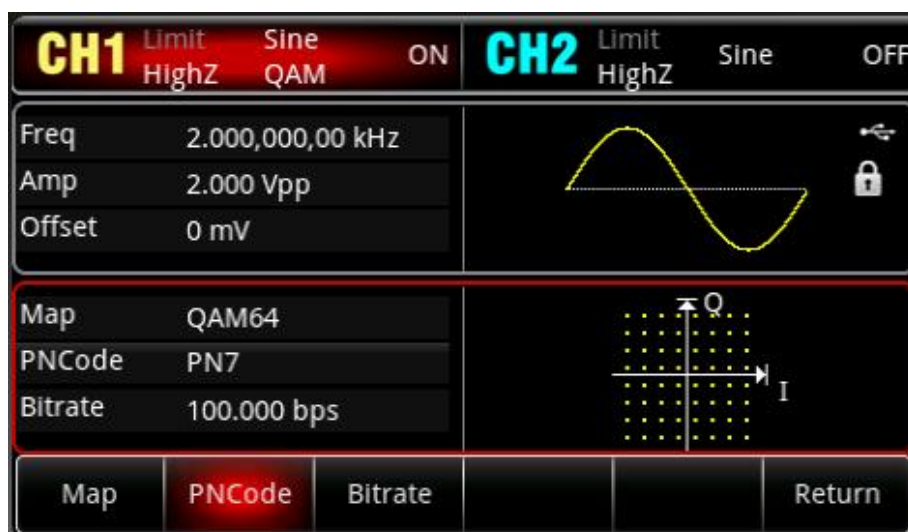 CH1 Limit Sine ON
HighZ QAM
CH2 Limit Sine OFF
HighZ
Freq 2.000,000,00 kHz
Amp 2.000 Vpp
Offset 0 mV
Map QAM64
PNCode PN7
Bitrate 100.000 bps
Q
I
Map PNCode Bitrate Return